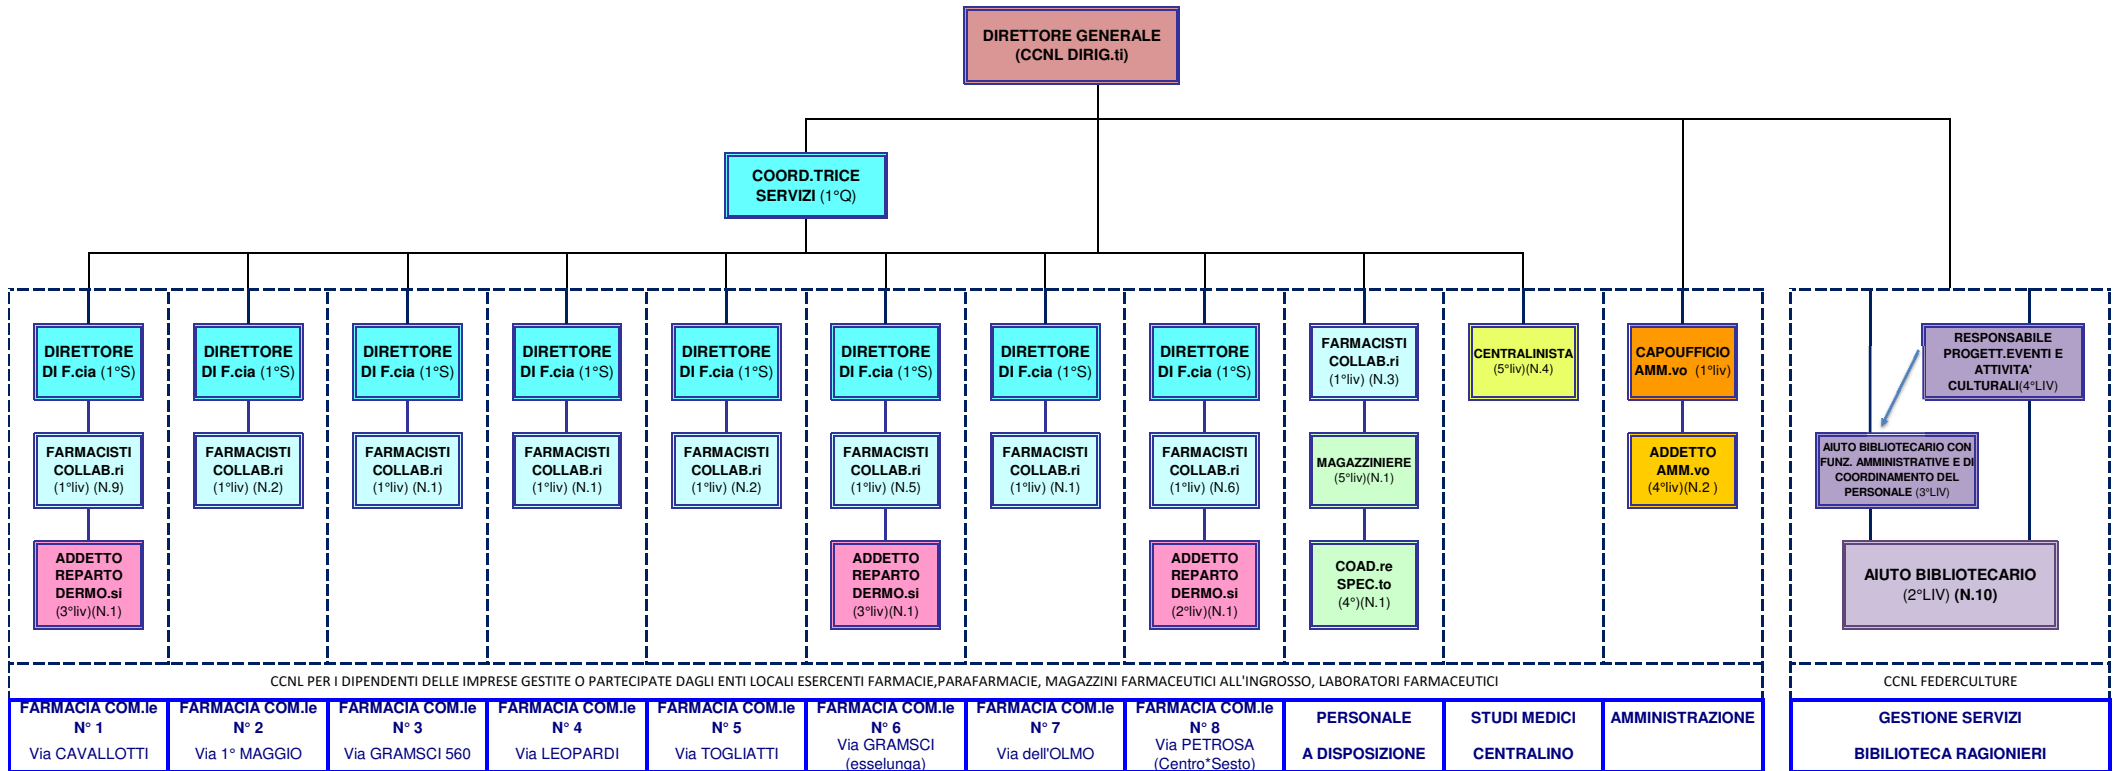 DIRETTORE GENERALE
(CCNL DIRIG.ti)
COORD.TRICE
SERVIZI (1°Q)
DIRETTORE
DI F.cia (1°S)
DIRETTORE
DI F.cia (1°S)
DIRETTORE
DI F.cia (1°S)
DIRETTORE
DI F.cia (1°S)
DIRETTORE
DI F.cia (1°S)
DIRETTORE
DI F.cia (1°S)
DIRETTORE
DI F.cia (1°S)
DIRETTORE
DI F.cia (1°S)
FARMACISTI
COLLAB.ri
(1°liv) (N.3)
CENTRALINISTA
(5°liv)(N.4)
CAPOUFFICIO
AMM.vo (1°liv)
RESPONSABILE
PROGETT.EVENTI E
ATTIVITA'
CULTURALI(4°LIV)
FARMACISTI
COLLAB.ri
(1°liv) (N.9)
FARMACISTI
COLLAB.ri
(1°liv) (N.2)
FARMACISTI
COLLAB.ri
(1°liv) (N.1)
FARMACISTI
COLLAB.ri
(1°liv) (N.1)
FARMACISTI
COLLAB.ri
(1°liv) (N.2)
FARMACISTI
COLLAB.ri
(1°liv) (N.5)
FARMACISTI
COLLAB.ri
(1°liv) (N.1)
FARMACISTI
COLLAB.ri
(1°liv) (N.6)
MAGAZZINIERE
(5°liv)(N.1)
ADDETTO
AMM.vo
(4°liv)(N.2 )
AIUTO BIBLIOTECARIO CON
FUNZ. AMMINISTRATIVE E DI
COORDINAMENTO DEL
PERSONALE (3°LIV)
ADDETTO
REPARTO
DERMO.si
(3°liv)(N.1)
ADDETTO
REPARTO
DERMO.si
(3°liv)(N.1)
ADDETTO
REPARTO
DERMO.si
(2°liv)(N.1)
COAD.re
SPEC.to
(4°)(N.1)
AIUTO BIBLIOTECARIO
(2°LIV) (N.10)
CCNL PER I DIPENDENTI DELLE IMPRESE GESTITE O PARTECIPATE DAGLI ENTI LOCALI ESERCENTI FARMACIE,PARAFARMACIE, MAGAZZINI FARMACEUTICI ALL'INGROSSO, LABORATORI FARMACEUTICI
CCNL FEDERCULTURE
FARMACIA COM.le
N° 1
Via CAVALLOTTI
FARMACIA COM.le
N° 2
Via 1° MAGGIO
FARMACIA COM.le
N° 3
Via GRAMSCI 560
FARMACIA COM.le
N° 4
Via LEOPARDI
FARMACIA COM.le
N° 5
Via TOGLIATTI
FARMACIA COM.le
N° 6
Via GRAMSCI
(esselunga)
FARMACIA COM.le
N° 7
Via dell'OLMO
FARMACIA COM.le
N° 8
Via PETROSA
(Centro*Sesto)
PERSONALE
A DISPOSIZIONE
STUDI MEDICI
CENTRALINO
AMMINISTRAZIONE
GESTIONE SERVIZI
BIBILIOTECA RAGIONIERI